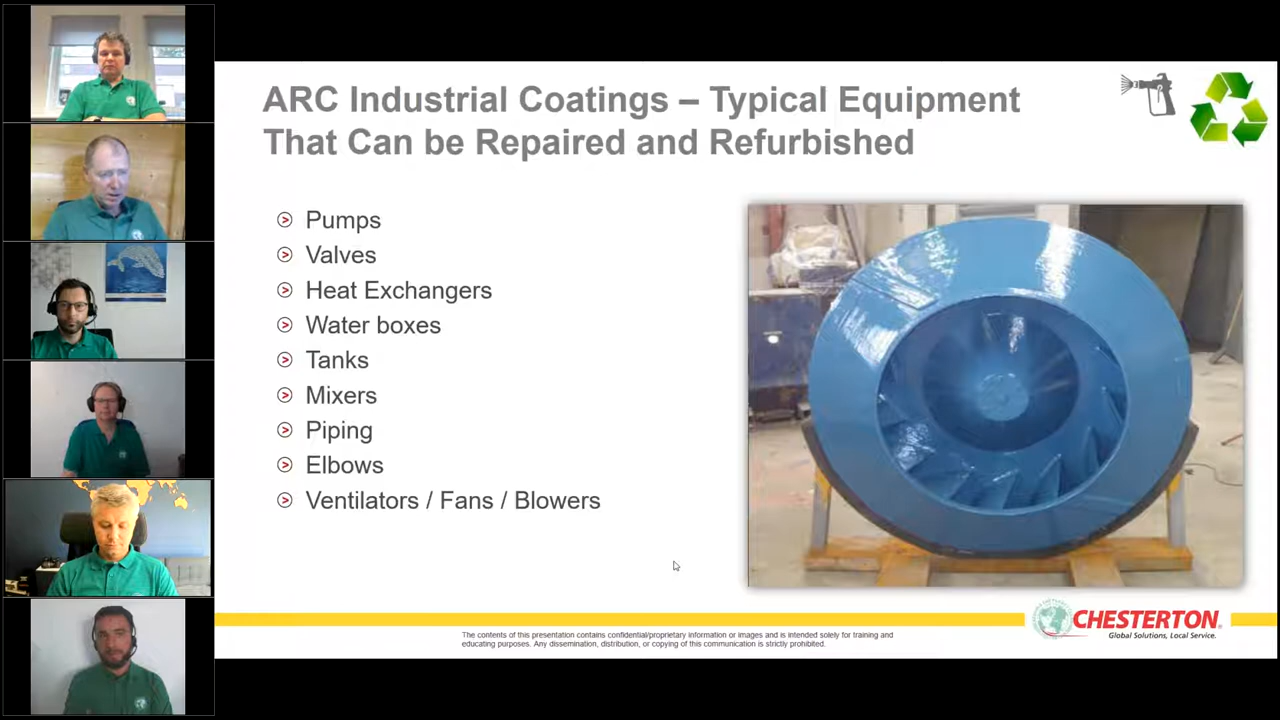 ARC Industrial Coatings – Typical Equipment
That Can be Repaired and Refurbished
Pumps
Valves
Heat Exchangers
Water boxes
Tanks
Mixers
Piping
Elbows
Ventilators / Fans / Blowers
CHESTERTON®
Global Solutions, Local Service.
The contents of this presentation contains confidential/proprietary information or images and is intended solely for training and
educating purposes. Any dissemination, distribution, or copying of this communication is strictly prohibited.